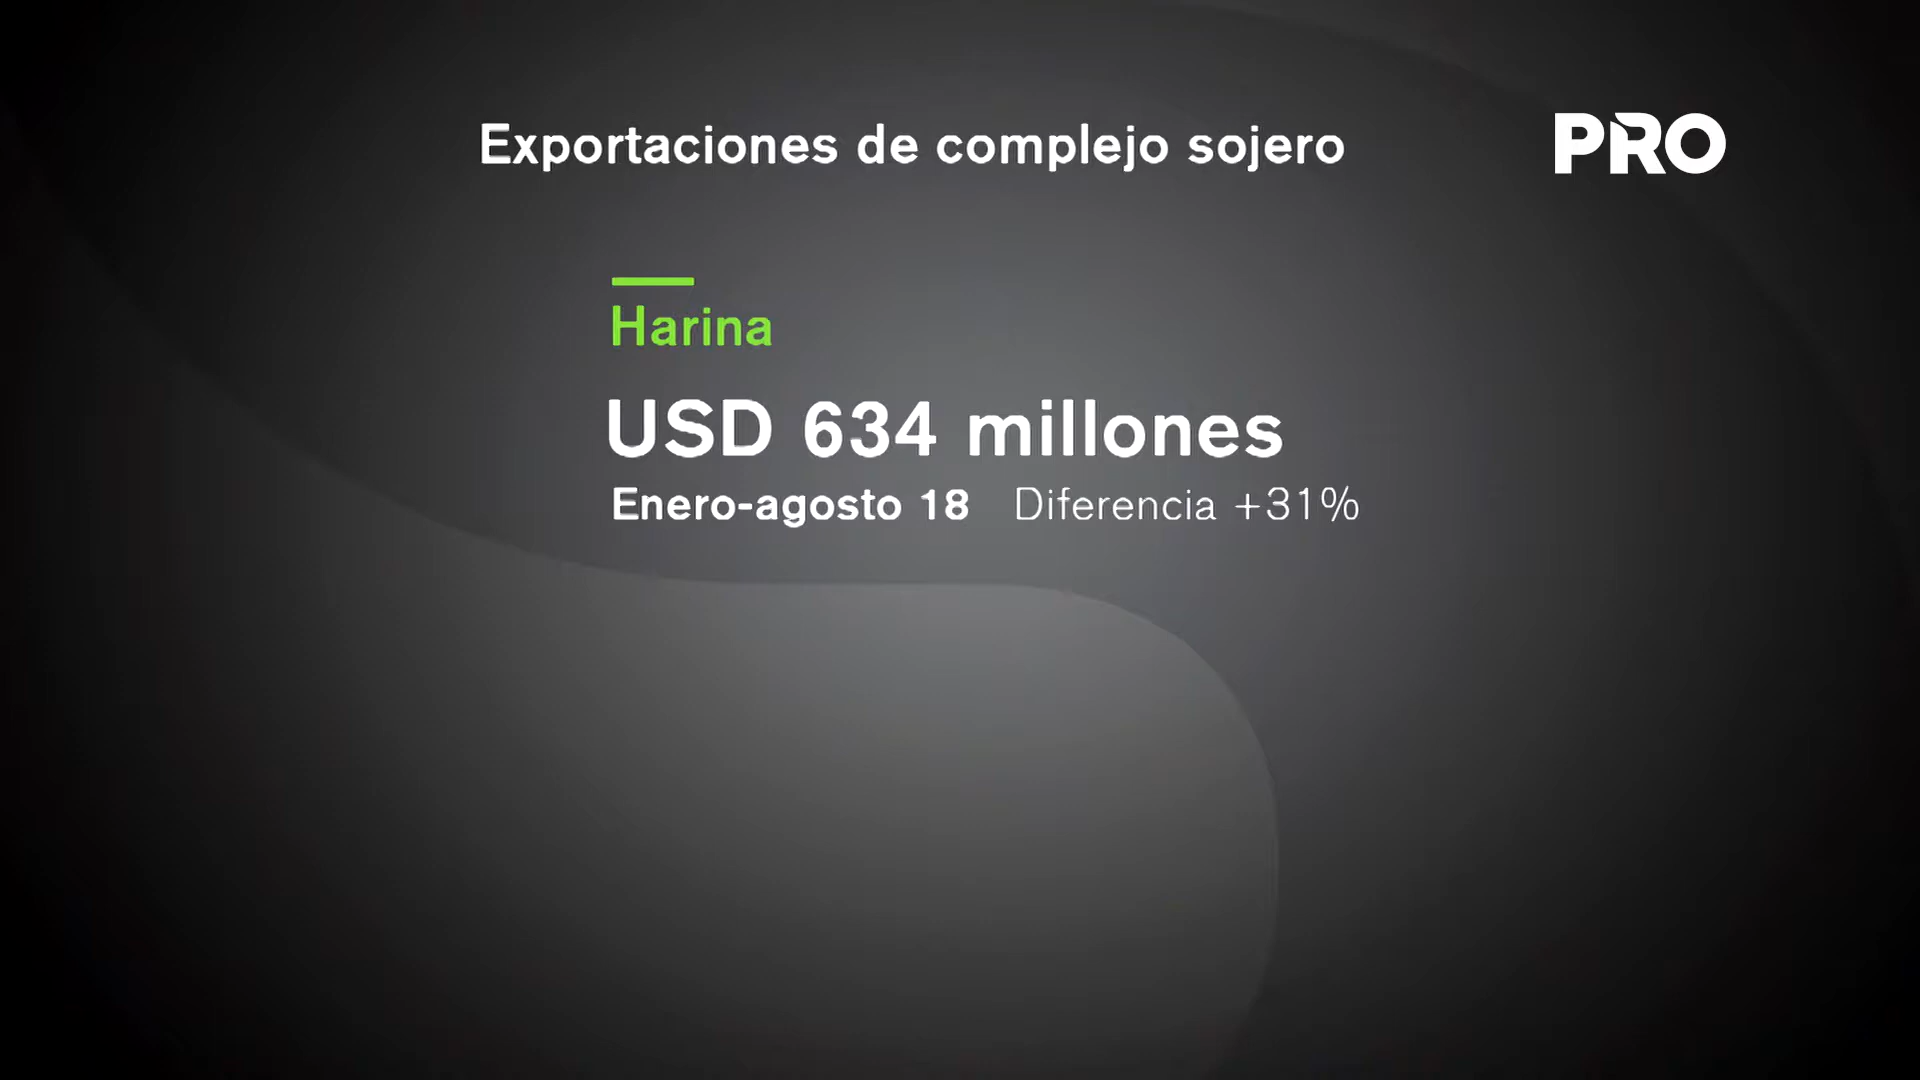 Exportaciones de complejo sojero
PRO
Harina
USD 634 millones
Enero-agosto 18 Diferencia +31%